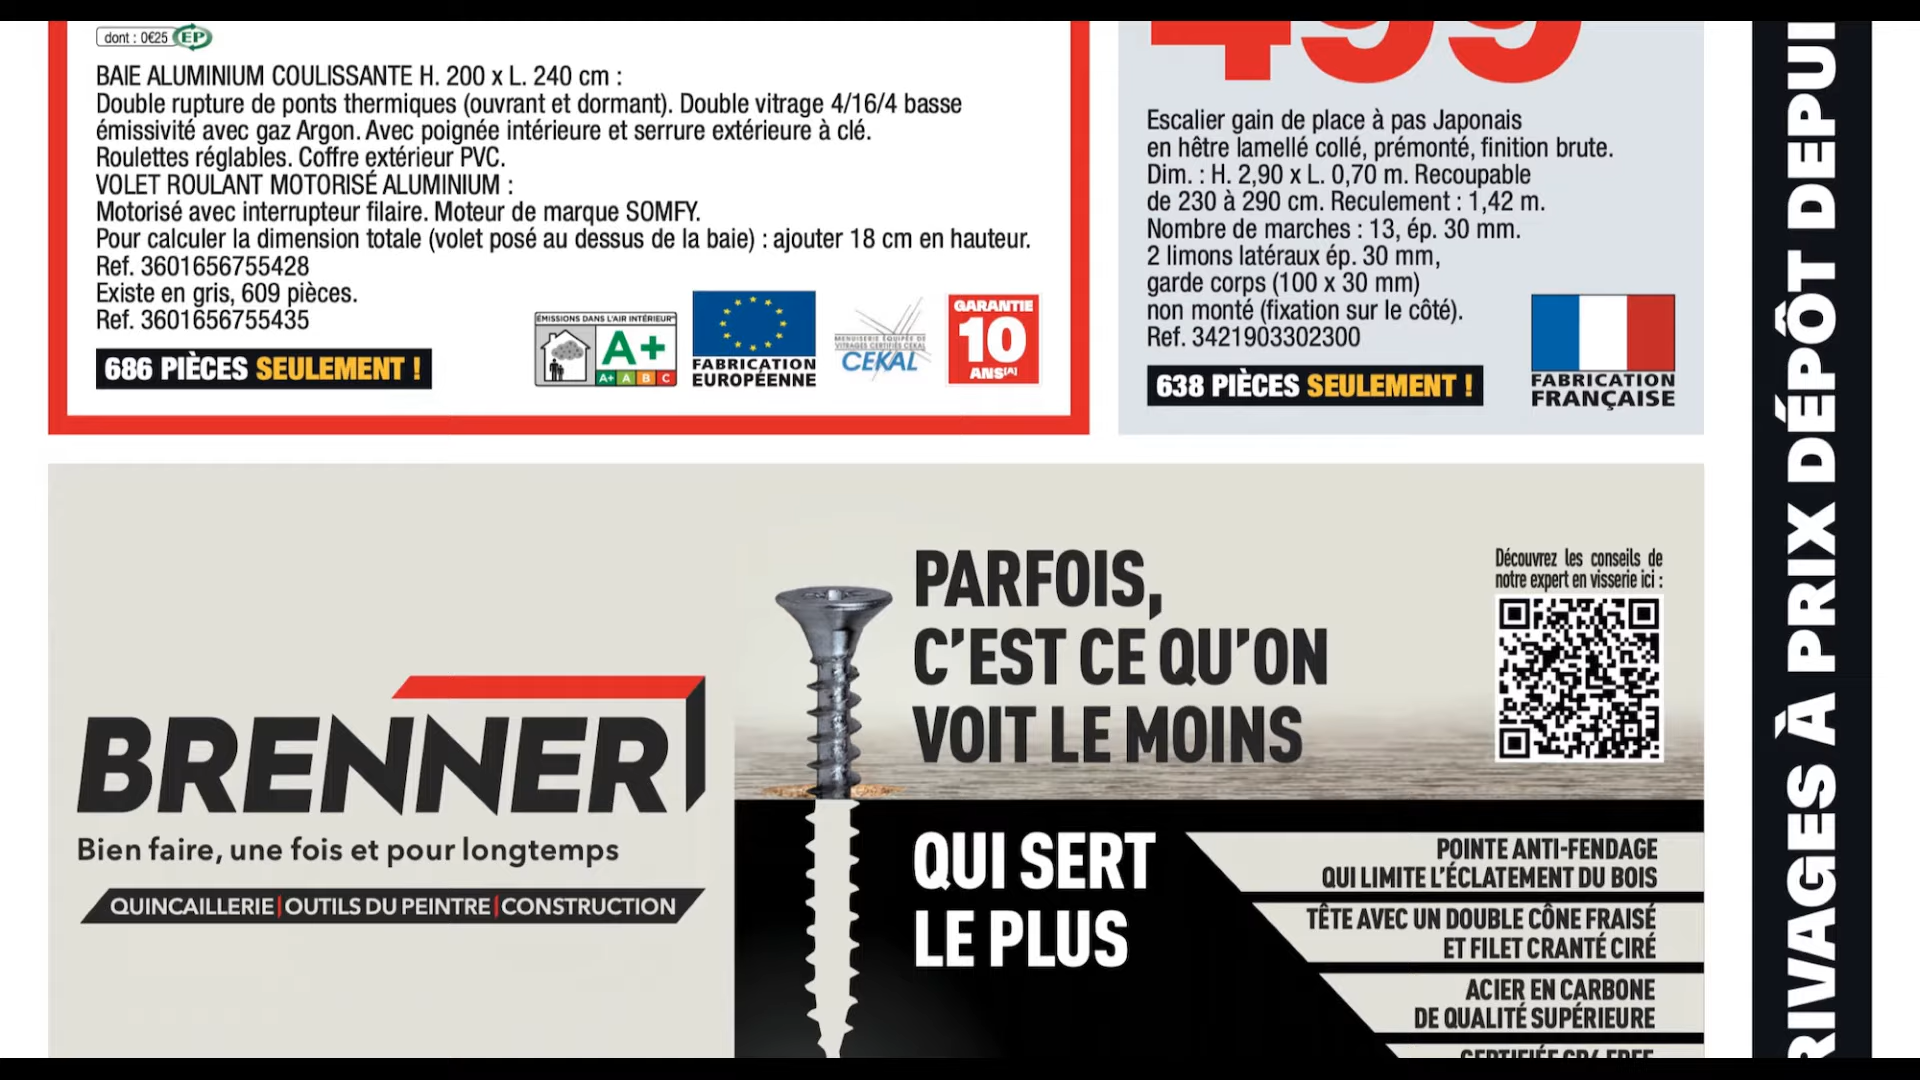 dont : 0€25 EP
BAIE ALUMINIUM COULISSANTE H. 200 x L. 240 cm :
Double rupture de ponts thermiques (ouvrant et dormant). Double vitrage 4/16/4 basse
émissivité avec gaz Argon. Avec poignée intérieure et serrure extérieure à clé.
Roulettes réglables. Coffre extérieur PVC.
VOLET ROULANT MOTORISÉ ALUMINIUM :
Motorisé avec interrupteur filaire. Moteur de marque SOMFY.
Pour calculer la dimension totale (volet posé au dessus de la baie) : ajouter 18 cm en hauteur.
Ref. 3601656755428
Existe en gris, 609 pièces.
Ref. 3601656755435
686 PIÈCES SEULEMENT !
ÉMISSIONS DANS L'AIR INTÉRIEUR*
A+
A+ A B C
FABRICATION
EUROPÉENNE
MENUISERIE ÉQUIPÉE DE
VITRAGES CERTIFIÉS CEKAL
CEKAL
GARANTIE
10
ANS(A)
499
Escalier gain de place à pas Japonais
en hêtre lamellé collé, prémonté, finition brute.
Dim. : H. 2,90 x L. 0,70 m. Recoupable
de 230 à 290 cm. Reculement : 1,42 m.
Nombre de marches : 13, ép. 30 mm.
2 limons latéraux ép. 30 mm,
garde corps (100 x 30 mm)
non monté (fixation sur le côté).
Ref. 3421903302300
638 PIÈCES SEULEMENT !
FABRICATION
FRANÇAISE
BRENNER
Bien faire, une fois et pour longtemps
QUINCAILLERIE | OUTILS DU PEINTRE | CONSTRUCTION
PARFOIS,
C'EST CE QU'ON
VOIT LE MOINS
QUI SERT
LE PLUS
Découvrez les conseils de
notre expert en visserie ici :
POINTE ANTI-FENDAGE
QUI LIMITE L'ÉCLATEMENT DU BOIS
TÊTE AVEC UN DOUBLE CÔNE FRAISÉ
ET FILET CRANTÉ CIRÉ
ACIER EN CARBONE
DE QUALITÉ SUPÉRIEURE
CERTIFIÉE CR6 FREE
RIVAGES À PRIX DÉPÔT DEPUI